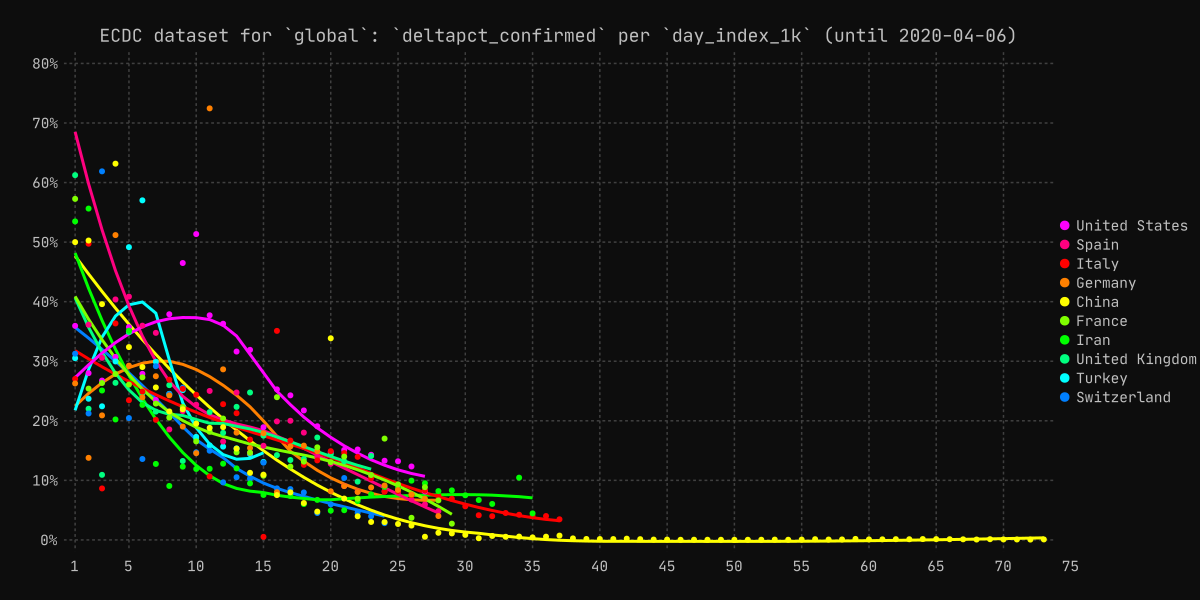 ECDC dataset for `global`: `deltapct_confirmed` per `day_index_1k` (until 2020-04-06)
80%
70%
60%
50%
40%
30%
20%
10%
0%
1 5 10 15 20 25 30 35 40 45 50 55 60 65 70 75
United States
Spain
Italy
Germany
China
France
Iran
United Kingdom
Turkey
Switzerland